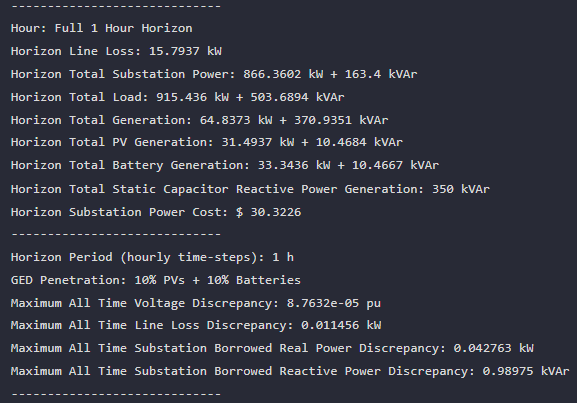 ------------------------------
Hour: Full 1 Hour Horizon
Horizon Line Loss: 15.7937 kW
Horizon Total Substation Power: 866.3602 kW + 163.4 kVAr
Horizon Total Load: 915.436 kW + 503.6894 kVAr
Horizon Total Generation: 64.8373 kW + 370.9351 kVAr
Horizon Total PV Generation: 31.4937 kW + 10.4684 kVAr
Horizon Total Battery Generation: 33.3436 kW + 10.4667 kVAr
Horizon Total Static Capacitor Reactive Power Generation: 350 kVAr
Horizon Substation Power Cost: $ 30.3226
------------------------------
Horizon Period (hourly time-steps): 1 h
GED Penetration: 10% PVs + 10% Batteries
Maximum All Time Voltage Discrepancy: 8.7632e-05 pu
Maximum All Time Line Loss Discrepancy: 0.011456 kW
Maximum All Time Substation Borrowed Real Power Discrepancy: 0.042763 kW
Maximum All Time Substation Borrowed Reactive Power Discrepancy: 0.98975 kVAr
------------------------------